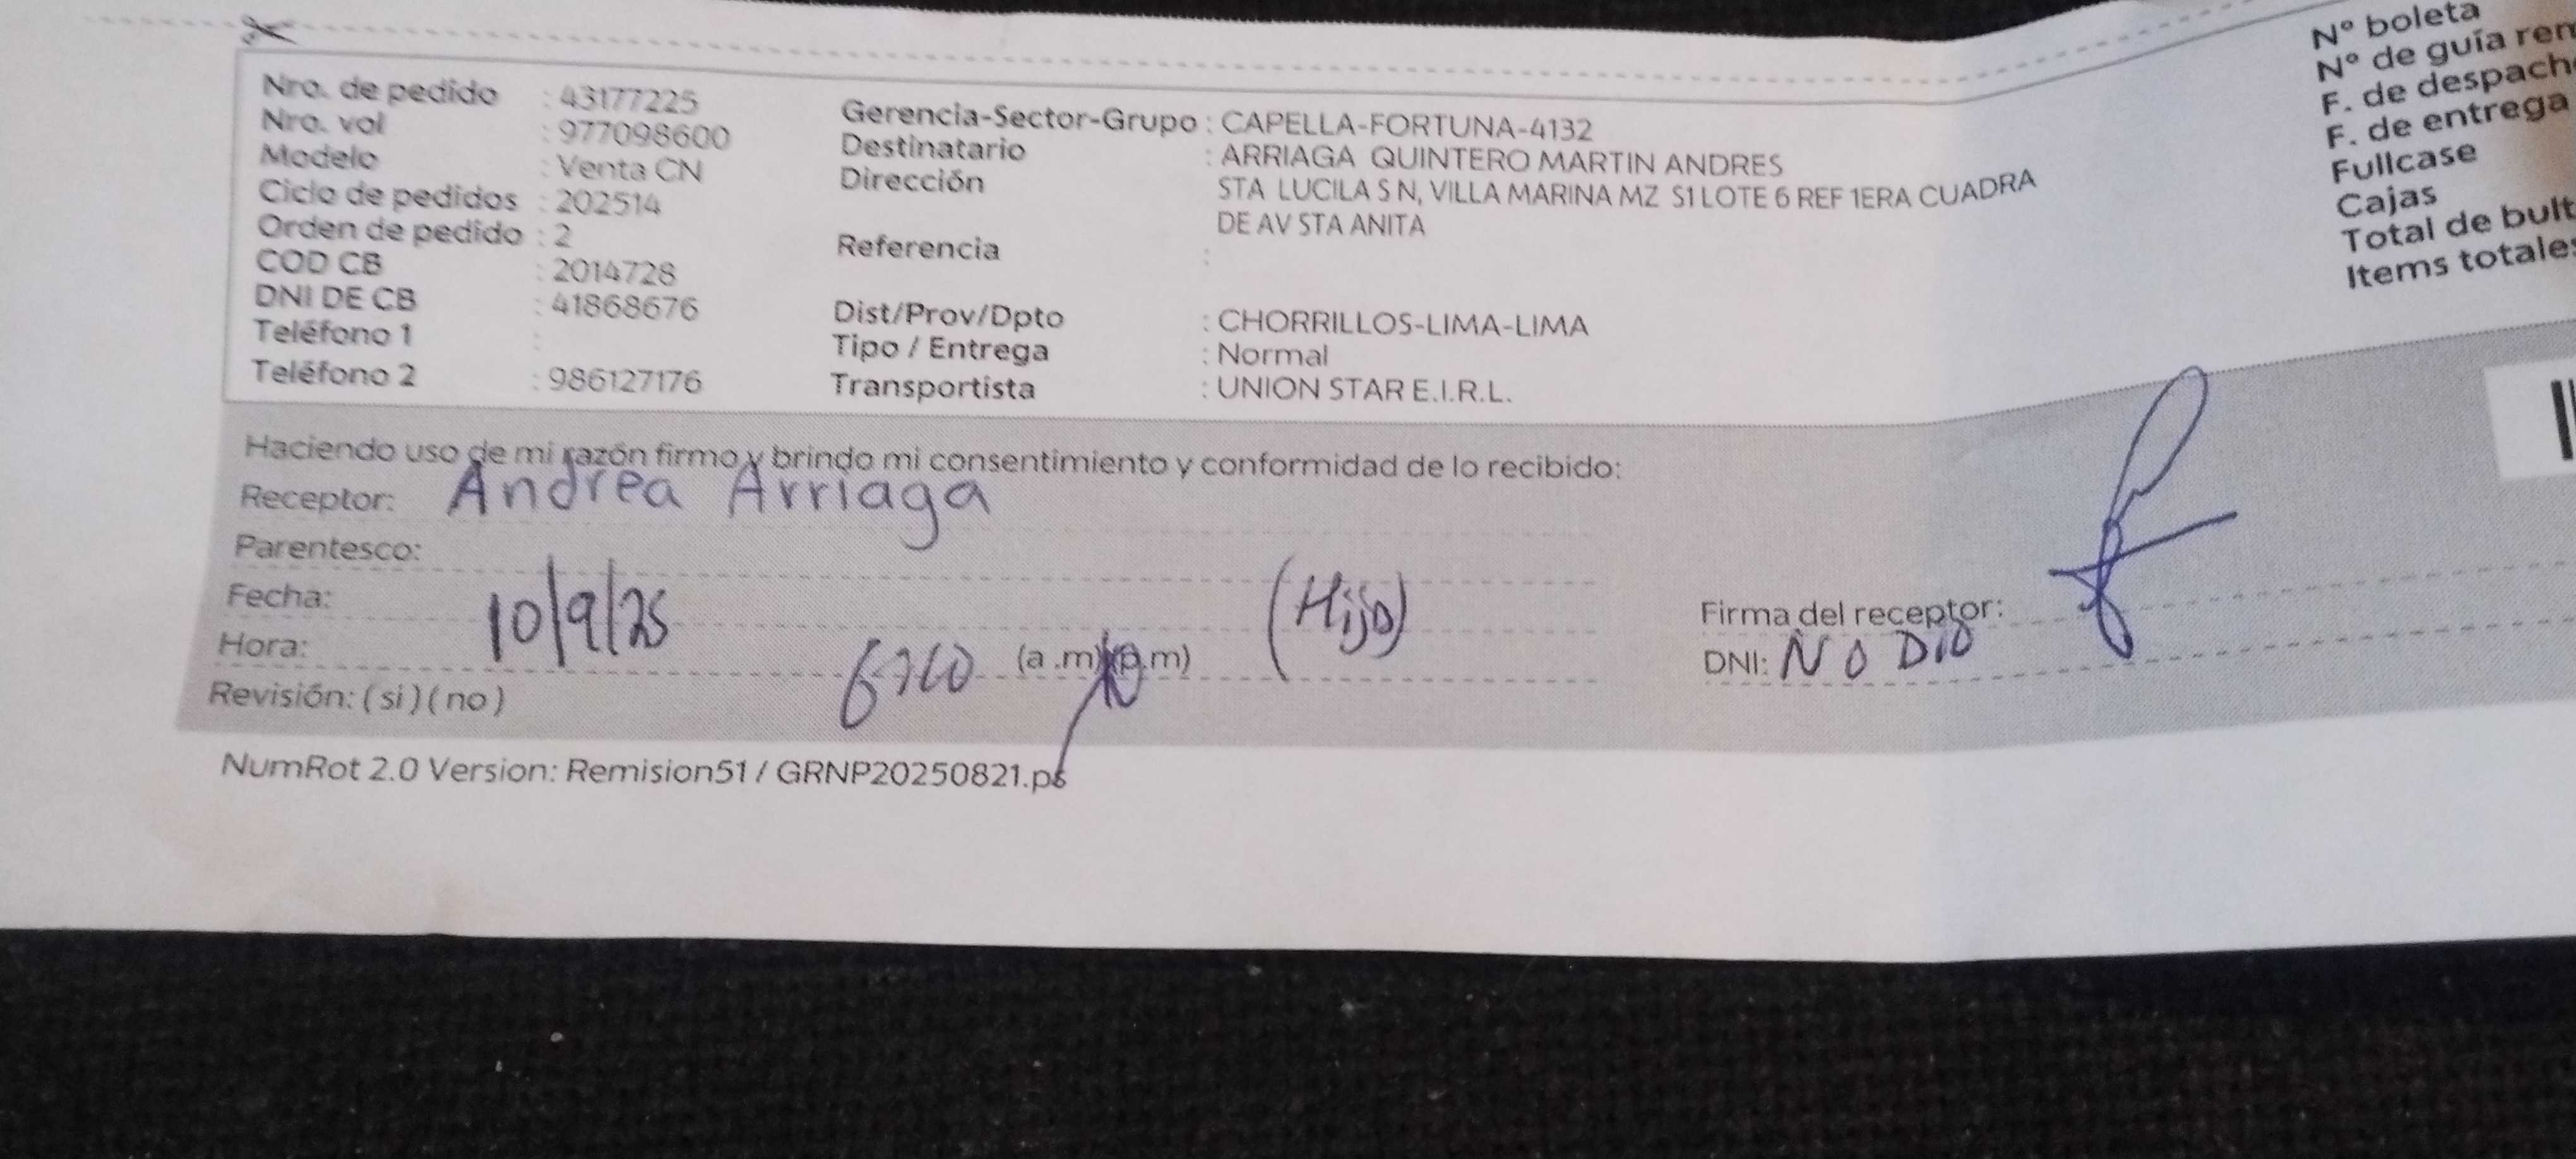 Nro. de pedido : 43177225
Nro. vol : 977098600
Modelo : Venta CN
Ciclo de pedidos : 202514
Orden de pedido : 2
COD CB : 2014728
DNI DE CB : 41868676
Teléfono 1 :
Teléfono 2 : 986127176
Gerencia-Sector-Grupo : CAPELLA-FORTUNA-4132
Destinatario : ARRIAGA QUINTERO MARTIN ANDRES
Dirección STA LUCILA S N, VILLA MARINA MZ S1 LOTE 6 REF 1ERA CUADRA
DE AV STA ANITA
Referencia :
Dist/Prov/Dpto : CHORRILLOS-LIMA-LIMA
Tipo / Entrega : Normal
Transportista : UNION STAR E.I.R.L.
Nº boleta
Nº de guía ren
F. de despacho
F. de entrega
Fullcase
Cajas
Total de bult
Items totales
Haciendo uso de mi razón firmo y brindo mi consentimiento y conformidad de lo recibido:
Receptor: Andrea Arriaga
Parentesco: (Hijo)
Fecha: 10/9/25
Hora: (a .m) (p.m)
Revisión: ( si ) ( no )
Firma del receptor:
DNI: NO DIO
NumRot 2.0 Version: Remision51 / GRNP20250821.ps